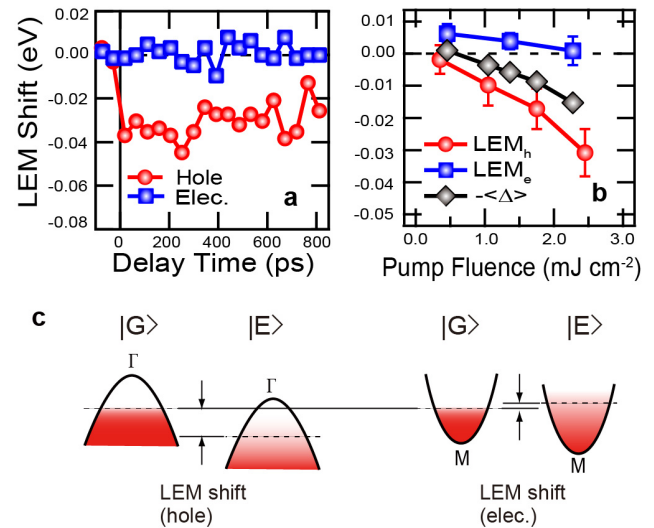 LEM Shift (eV)
0.00
-0.02
-0.04
-0.06
-0.08
0
200
400
600
800
Delay Time (ps)
Hole
Elec.
a
0.01
0.00
-0.01
-0.02
-0.03
-0.04
-0.05
0.0
1.0
2.0
3.0
Pump Fluence (mJ cm-2)
LEMh
LEMe
-<Δ>
b
c
|G>
|E>
|G>
|E>
Γ
Γ
M
M
LEM shift
(hole)
LEM shift
(elec.)